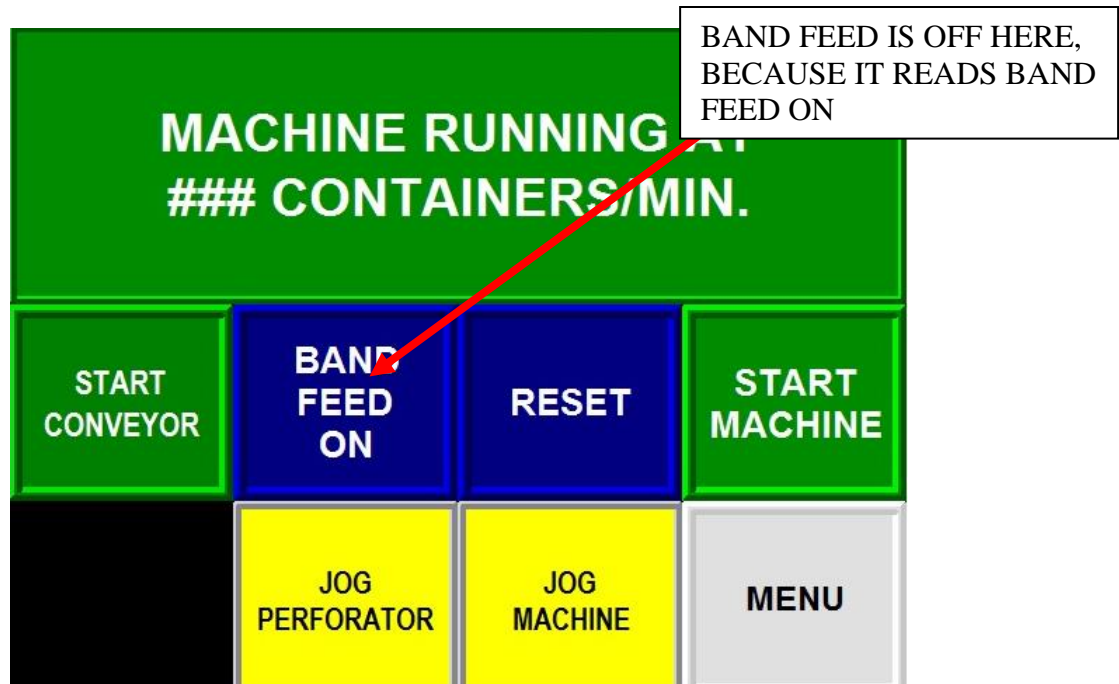 BAND FEED IS OFF HERE,
BECAUSE IT READS BAND
FEED ON
MACHINE RUNNING
### CONTAINERS/MIN.
START
CONVEYOR
BAND
FEED
ON
RESET
START
MACHINE
JOG
PERFORATOR
JOG
MACHINE
MENU